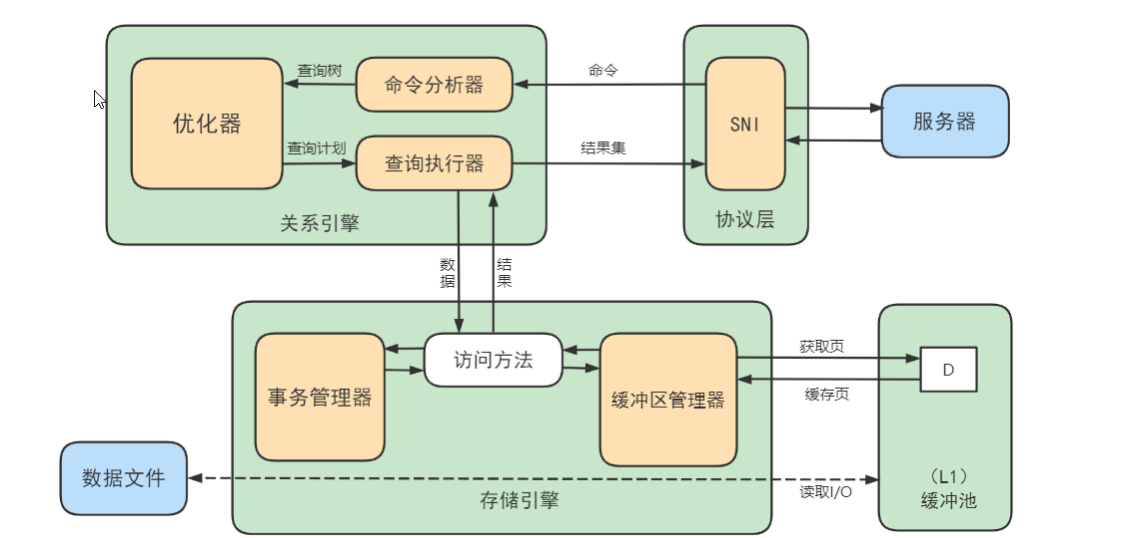 查询树
命令分析器
命令
优化器
SNI
服务器
查询计划
查询执行器
结果集
关系引擎
协议层
数
据
结
果
事务管理器
访问方法
缓冲区管理器
获取页
D
缓存页
数据文件
存储引擎
读取I/O
（L1）
缓冲池